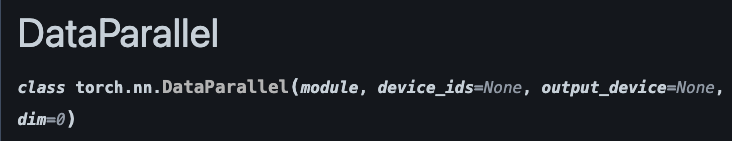 DataParallel
class torch.nn.DataParallel(module, device_ids=None, output_device=None,
dim=0)